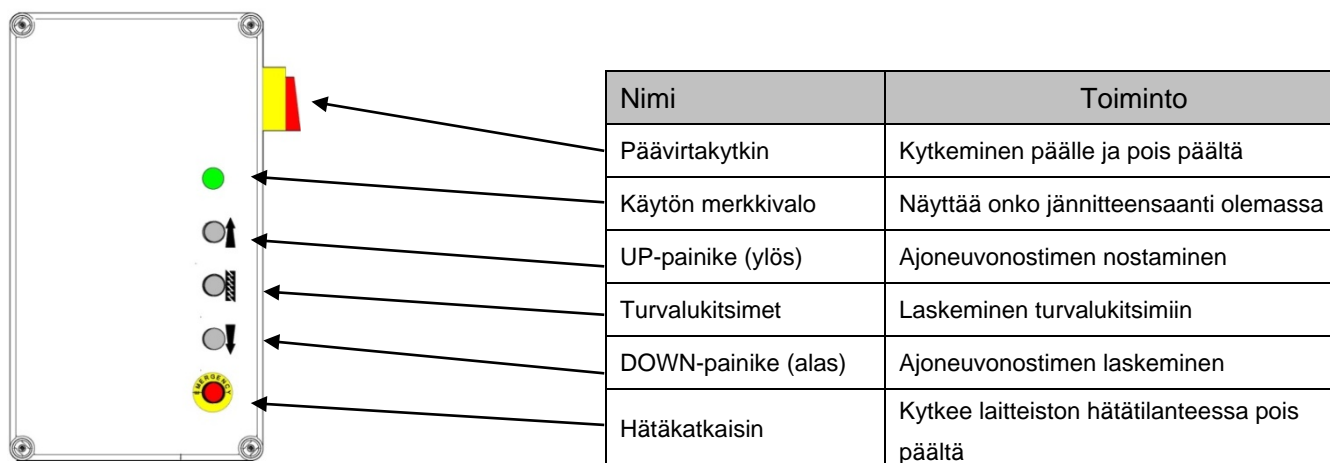 Nimi Toiminto
Päävirtakytkin Kytkeminen päälle ja pois päältä
Käytön merkkivalo Näyttää onko jännitteensaanti olemassa
UP-painike (ylös) Ajoneuvonostimen nostaminen
Turvalukitsimet Laskeminen turvalukitsimiin
DOWN-painike (alas) Ajoneuvonostimen laskeminen
EMERGENCY
Hätäkatkaisin Kytkee laitteiston hätätilanteessa pois
päältä